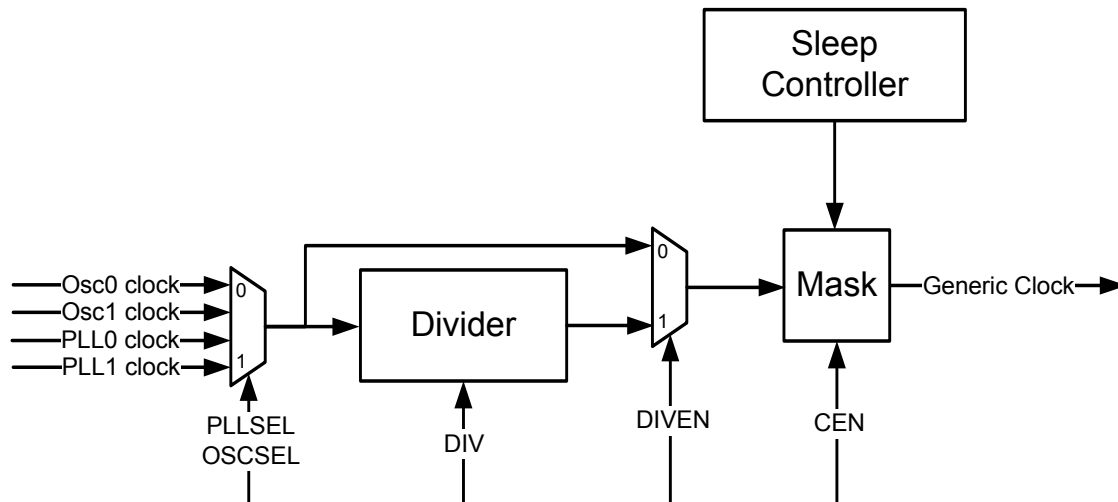 Sleep
Controller
0
Osc0 clock
0
Osc1 clock
Divider
Mask
Generic Clock
1
PLL0 clock
1
PLL1 clock
PLLSEL
OSCSEL
DIV
DIVEN
CEN